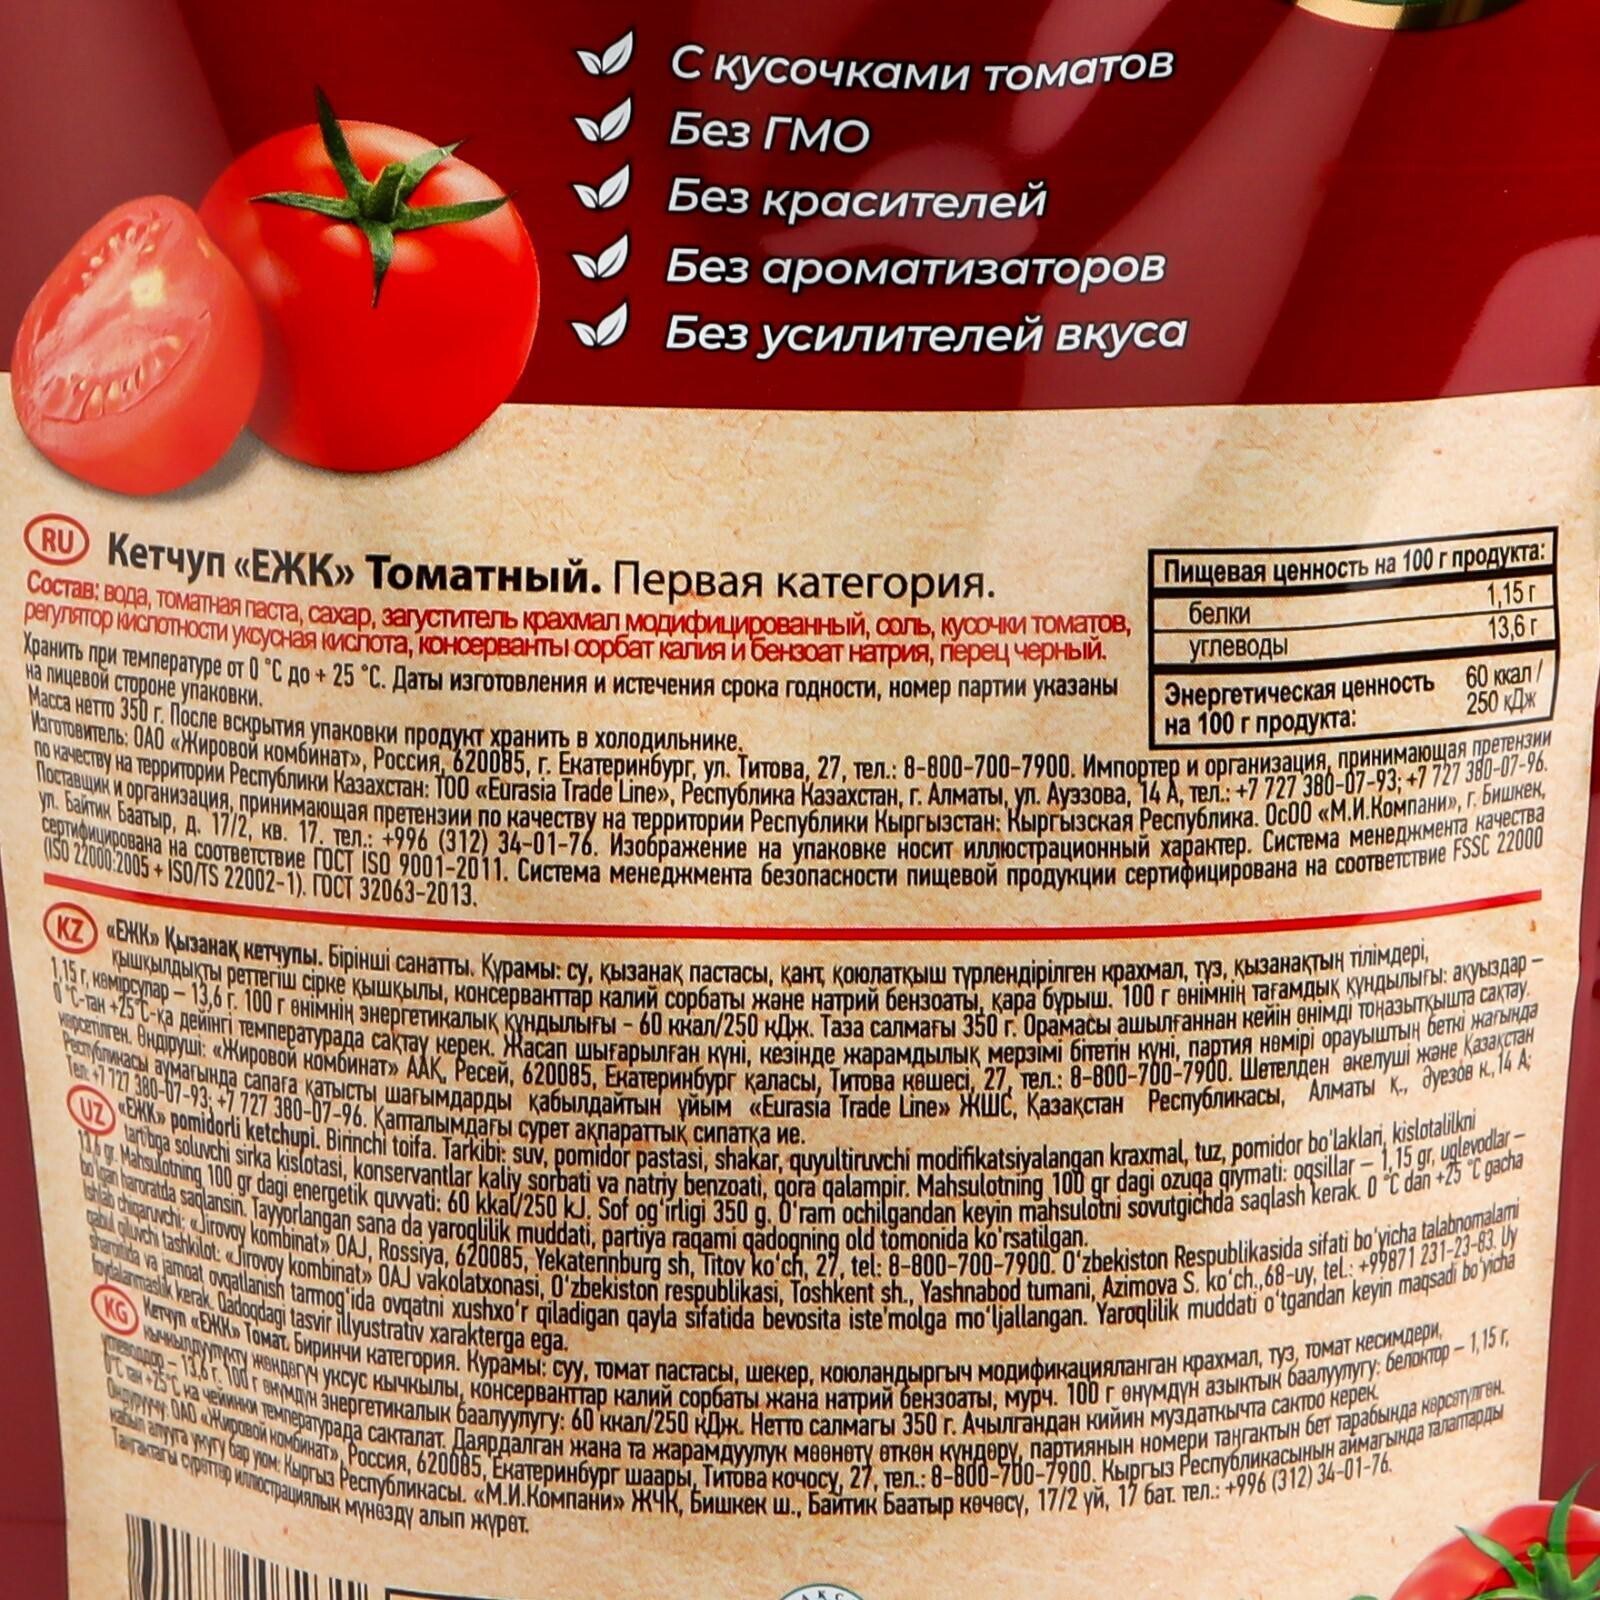 С кусочками томатов
Без ГМО
Без красителей
Без ароматизаторов
Без усилителей вкуса
RU Кетчуп «ЕЖК» Томатный. Первая категория.
Состав: вода, томатная паста, сахар, загуститель крахмал модифицированный, соль, кусочки томатов,
регулятор кислотности уксусная кислота, консерванты сорбат калия и бензоат натрия, перец черный.
Хранить при температуре от 0 °С до + 25 °С. Даты изготовления и истечения срока годности, номер партии указаны
на лицевой стороне упаковки.
Масса нетто 350 г. После вскрытия упаковки продукт хранить в холодильнике.
Пищевая ценность на 100 г продукта:
белки 1,15 г
углеводы 13,6 г
Энергетическая ценность 60 ккал /
на 100 г продукта: 250 кДж
Изготовитель: ОАО «Жировой комбинат», Россия, 620085, г. Екатеринбург, ул. Титова, 27, тел.: 8-800-700-7900. Импортер и организация, принимающая претензии
по качеству на территории Республики Казахстан: ТОО «Eurasia Trade Line», Республика Казахстан, г. Алматы, ул. Ауэзова, 14 А, тел.: +7 727 380-07-93; +7 727 380-07-96.
Поставщик и организация, принимающая претензии по качеству на территории Республики Кыргызстан: Кыргызская Республика. ОсОО «М.И.Компани», г. Бишкек,
ул. Байтик Баатыр, д. 17/2, кв. 17. тел.: +996 (312) 34-01-76. Изображение на упаковке носит иллюстрационный характер. Система менеджмента качества
сертифицирована на соответствие ГОСТ ISO 9001-2011. Система менеджмента безопасности пищевой продукции сертифицирована на соответствие FSSC 22000
(ISO 22000:2005 + ISO/TS 22002-1). ГОСТ 32063-2013.
KZ «ЕЖК» Қызанақ кетчупы. Бірінші санатты. Құрамы: су, қызанақ пастасы, қант, қоюлатқыш түрлендірілген крахмал, туз, қызанақтың тілімдері,
қышқылдықты реттегіш сірке қышқылы, консерванттар калий сорбаты және натрий бензоаты, қара бұрыш. 100 г өнімнің тағамдық құндылығы: ақуыздар –
1,15 г, көмірсулар – 13,6 г. 100 г өнімнің энергетикалық құндылығы - 60 ккал/250 кДж. Таза салмағы 350 г. Орамасы ашылғаннан кейін өнімді тоңазытқышта сақтау.
0 °С-тан +25°С-қа дейінгі температурада сақтау керек. Жасап шығарылған күні, кезінде жарамдылық мерзімі бітетін күні, партия нөмірі орауыштың беткі жағында
көрсетілген. Өндіруші: «Жировой комбинат» ААҚ, Ресей, 620085, Екатеринбург қаласы, Титова көшесі, 27, тел.: 8-800-700-7900. Шетелден әкелуші және Қазақстан
Республикасы аумағында сапаға қатысты шағымдарды қабылдайтын ұйым «Eurasia Trade Line» ЖШС, Қазақстан Республикасы, Алматы қ., Әуезов к., 14 А;
Тел: +7 727 380-07-93; +7 727 380-07-96. Қапталымдағы сурет ақпараттық сипатқа ие.
UZ «ЕЖК» pomidorli ketchupi. Birinchi toifa. Tarkibi: suv, pomidor pastasi, shakar, quyultiruvchi modifikatsiyalangan kraxmal, tuz, pomidor bo'laklari, kislotalilkni
tartibga soluvchi sirka kislotasi, konservantlar kaliy sorbati va natriy benzoati, qora qalampir. Mahsulotning 100 gr dagi ozuqa qiymati: oqsillar – 1,15 gr, uglevodlar –
13,6 gr. Mahsulotning 100 gr dagi energetik quvvati: 60 kkal/250 kJ. Sof og'irligi 350 g. O'ram ochilgandan keyin mahsulotni sovutgichda saqlash kerak. 0 °C dan +25 °C gacha
bo'lgan haroratda saqlansin. Tayyorlangan sana da yaroqlilik muddati, partiya raqami qadoqning old tomonida ko'rsatilgan.
Ishlab chiqaruvchi: «Jirovoy kombinat» OAJ, Rossiya, 620085, Yekaterinburg sh, Titov ko'ch, 27, tel: 8-800-700-7900. O'zbekiston Respublikasida sifati bo'yicha talabnomalarni
qabul qiluvchi tashkilot: «Jirovoy kombinat» OAJ vakolatxonasi, O'zbekiston respublikasi, Toshkent sh., Yashnabod tumani, Azimova S. ko'ch.,68-uy, tel.: +99871 231-23-83. Uy
sharoitida va jamoat ovqatlanish tarmog'ida ovqatni xushxo'r qiladigan qayla sifatida bevosita iste'molga mo'ljallangan. Yaroqlilik muddati o'tgandan keyin maqsadi bo'yicha
foydalanmaslik kerak. Qadoqdagi tasvir illyustrativ xarakterga ega.
KG Кетчуп «ЕЖК» Томат. Биринчи категория. Курамы: суу, томат пастасы, шекер, коюландыргыч модификацияланган крахмал, туз, томат кесимдери,
кычкылдуулукту жөндөгүч уксус кычкылы, консерванттар калий сорбаты жана натрий бензоаты, мурч. 100 г өнүмдүн азыктык баалуулугу: белоктор – 1,15 г,
углеводдор – 13,6 г. 100 г өнүмдүн энергетикалык баалуулугу: 60 ккал/250 кДж. Нетто салмагы 350 г. Ачылгандан кийин муздаткычта сактоо керек.
0°С тан +25°С ка чейинки температурада сакталат. Даярдалган жана та жарамдуулук мөөнөтү өткөн күндөрү, партиянын номери таңгактын бет тарабында көрсөтүлгөн.
Өндүрүүчү: ОАО «Жировой комбинат», Россия, 620085, Екатеринбург шаары, Титова кочосу, 27, тел.: 8-800-700-7900. Кыргыз Республикасынын аймагында талаптарды
кабыл алууга укугу бар уюм: Кыргыз Республикасы. «М.И.Компани» ЖЧК, Бишкек ш., Байтик Баатыр көчөсү, 17/2 үй, 17 бат. тел.: +996 (312) 34-01-76.
Таңгактагы сүрөттөр иллюстрациялык мүнөздү алып жүрөт.